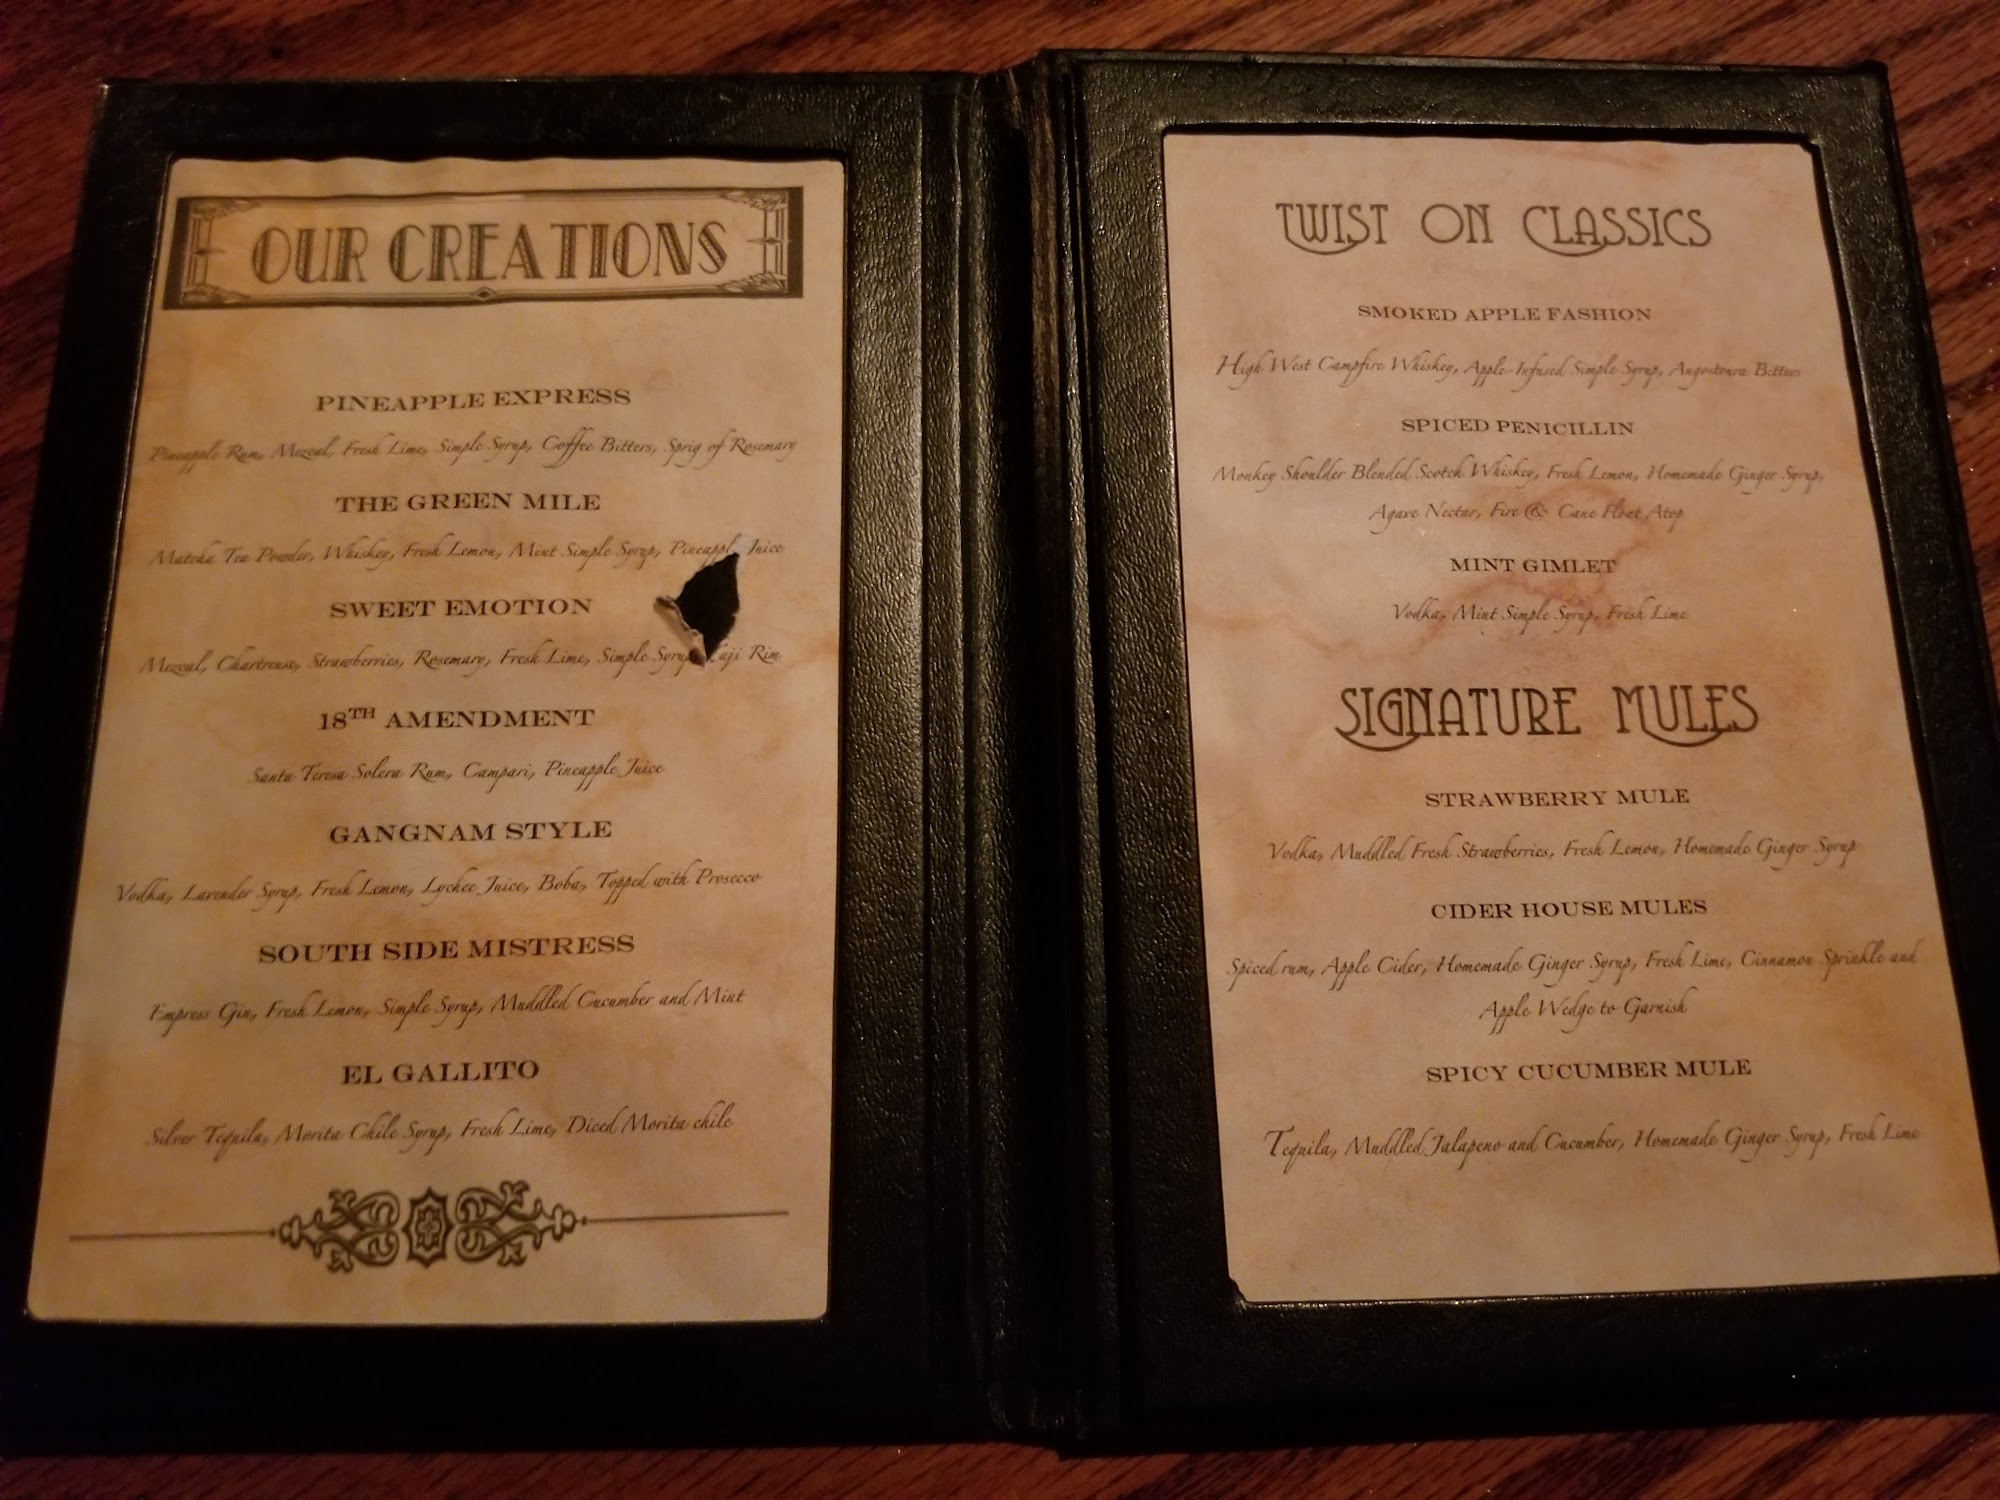 OUR CREATIONS
PINEAPPLE EXPRESS
Pineapple Rum, Mezcal, Fresh Lime, Simple Syrup, Coffee Bitters, Sprig of Rosemary
THE GREEN MILE
Matcha Tea Powder, Whiskey, Fresh Lemon, Mint Simple Syrup, Pineappl Juice
SWEET EMOTION
Mezcal, Chartreuse, Strawberries, Rosemary, Fresh Lime, Simple Syrup Rim
18TH AMENDMENT
Santa Teresa Solera Rum, Campari, Pineapple Juice
GANGNAM STYLE
Vodka, Lavender Syrup, Fresh Lemon, Lychee Juice, Boba, Topped with Prosecco
SOUTH SIDE MISTRESS
Empress Gin, Fresh Lemon, Simple Syrup, Muddled Cucumber and Mint
EL GALLITO
Silver Tequila, Morita Chile Syrup, Fresh Lime, Diced Morita chile
TWIST ON CLASSICS
SMOKED APPLE FASHION
High West Campfire Whiskey, Apple-Infused Simple Syrup, Angostoura Bitters
SPICED PENICILLIN
Monkey Shoulder Blended Scotch Whiskey, Fresh Lemon, Homemade Ginger Syrup,
Agave Nectar, Fire & Cane Float Atop
MINT GIMLET
Vodka, Mint Simple Syrup, Fresh Lime
SIGNATURE MULES
STRAWBERRY MULE
Vodka, Muddled Fresh Strawberries, Fresh Lemon, Homemade Ginger Syrup
CIDER HOUSE MULES
Spiced rum, Apple Cider, Homemade Ginger Syrup, Fresh Lime, Cinnamon Sprinkle and
Apple Wedge to Garnish
SPICY CUCUMBER MULE
Tequila, Muddled Jalapeno and Cucumber, Homemade Ginger Syrup, Fresh Lime